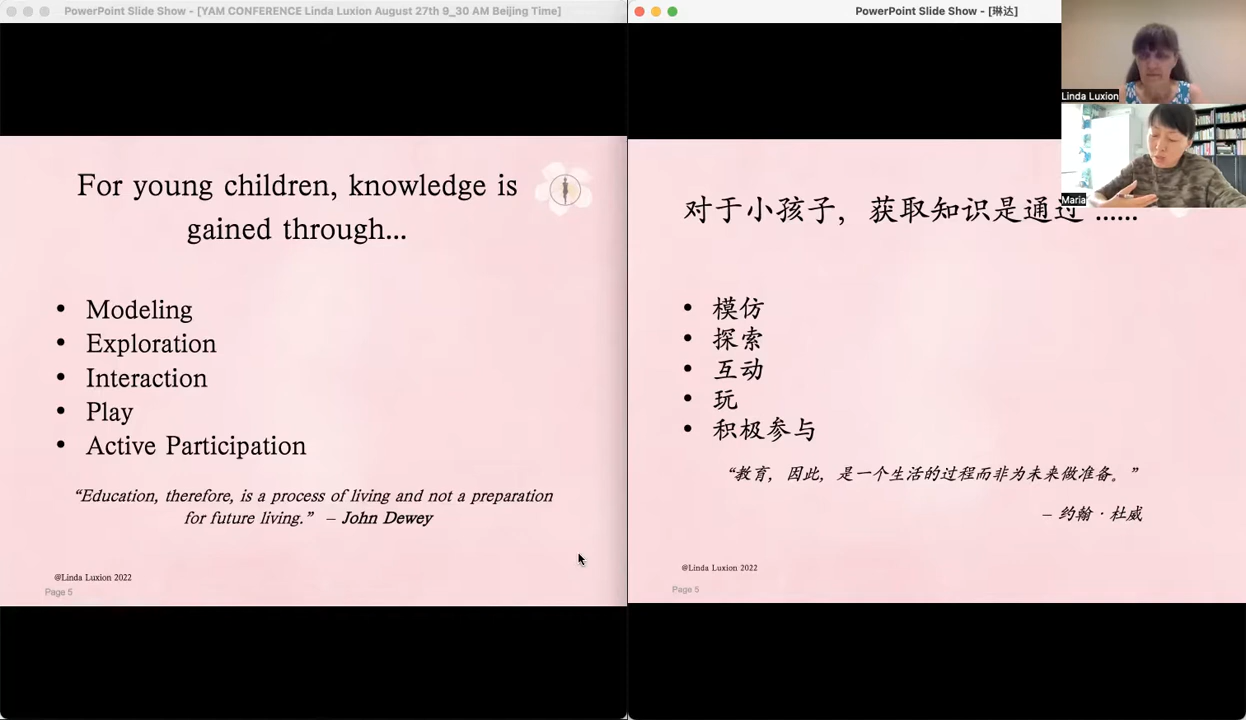 PowerPoint Slide Show - [YAM CONFERENCE Linda Luxion August 27th 9_30 AM Beijing Time]
For young children, knowledge is
gained through...
• Modeling
• Exploration
• Interaction
• Play
• Active Participation
“Education, therefore, is a process of living and not a preparation
for future living.” – John Dewey
@Linda Luxion 2022
Page 5
PowerPoint Slide Show - [琳达]
Linda Luxion
Maria
对于小孩子，获取知识是通过 ......
• 模仿
• 探索
• 互动
• 玩
• 积极参与
“教育，因此，是一个生活的过程而非为未来做准备。”
– 约翰·杜威
@Linda Luxion 2022
Page 5